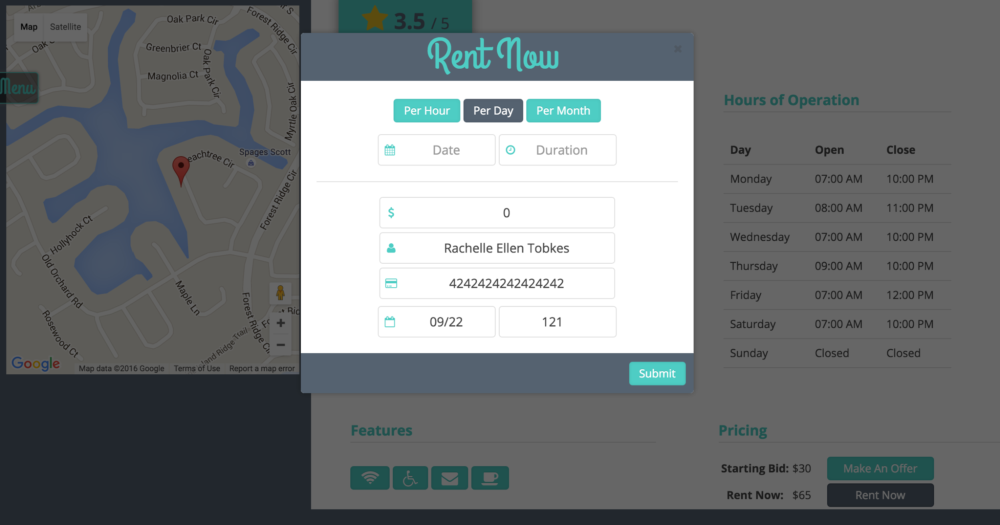 Map Satellite
Oak Park Cir
Forest Ridge Cir
Greenbrier Ct
Oak Park Cir
Magnolia Ct
Myrtle Oak Cir
Menu
Spages Scott
Forest Ridge Cir
Hollyhock Ct
Old Orchard Rd
Maple Ln
Rosewood Ct
Forest Ridge Cir
Google
Map data ©2016 Google Terms of Use Report a map error
3.5 / 5
Rent Now
Per Hour Per Day Per Month
Date Duration
$ 0
Rachelle Ellen Tobkes
4242424242424242
09/22 121
Submit
Hours of Operation
Day Open Close
Monday 07:00 AM 10:00 PM
Tuesday 08:00 AM 11:00 PM
Wednesday 07:00 AM 10:00 PM
Thursday 09:00 AM 10:00 PM
Friday 07:00 AM 12:00 PM
Saturday 07:00 AM 10:00 PM
Sunday Closed Closed
Features
Pricing
Starting Bid: $30 Make An Offer
Rent Now: $65 Rent Now